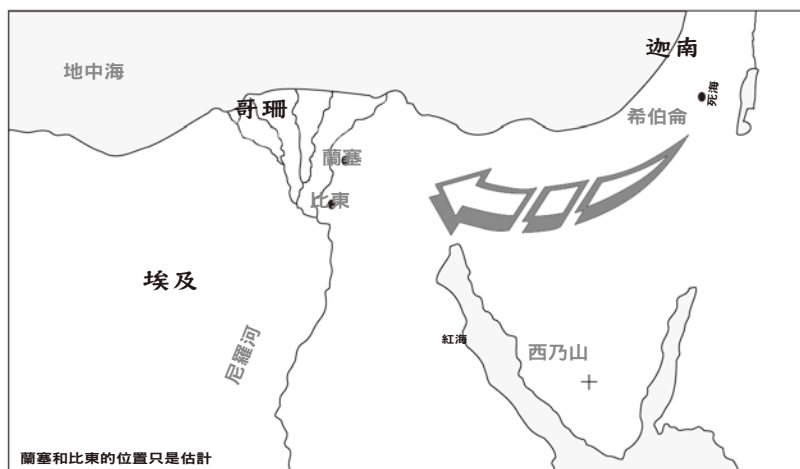 迦南
地中海
死海
哥珊
希伯侖
蘭塞
比東
埃及
紅海
西乃山
尼羅河
蘭塞和比東的位置只是估計